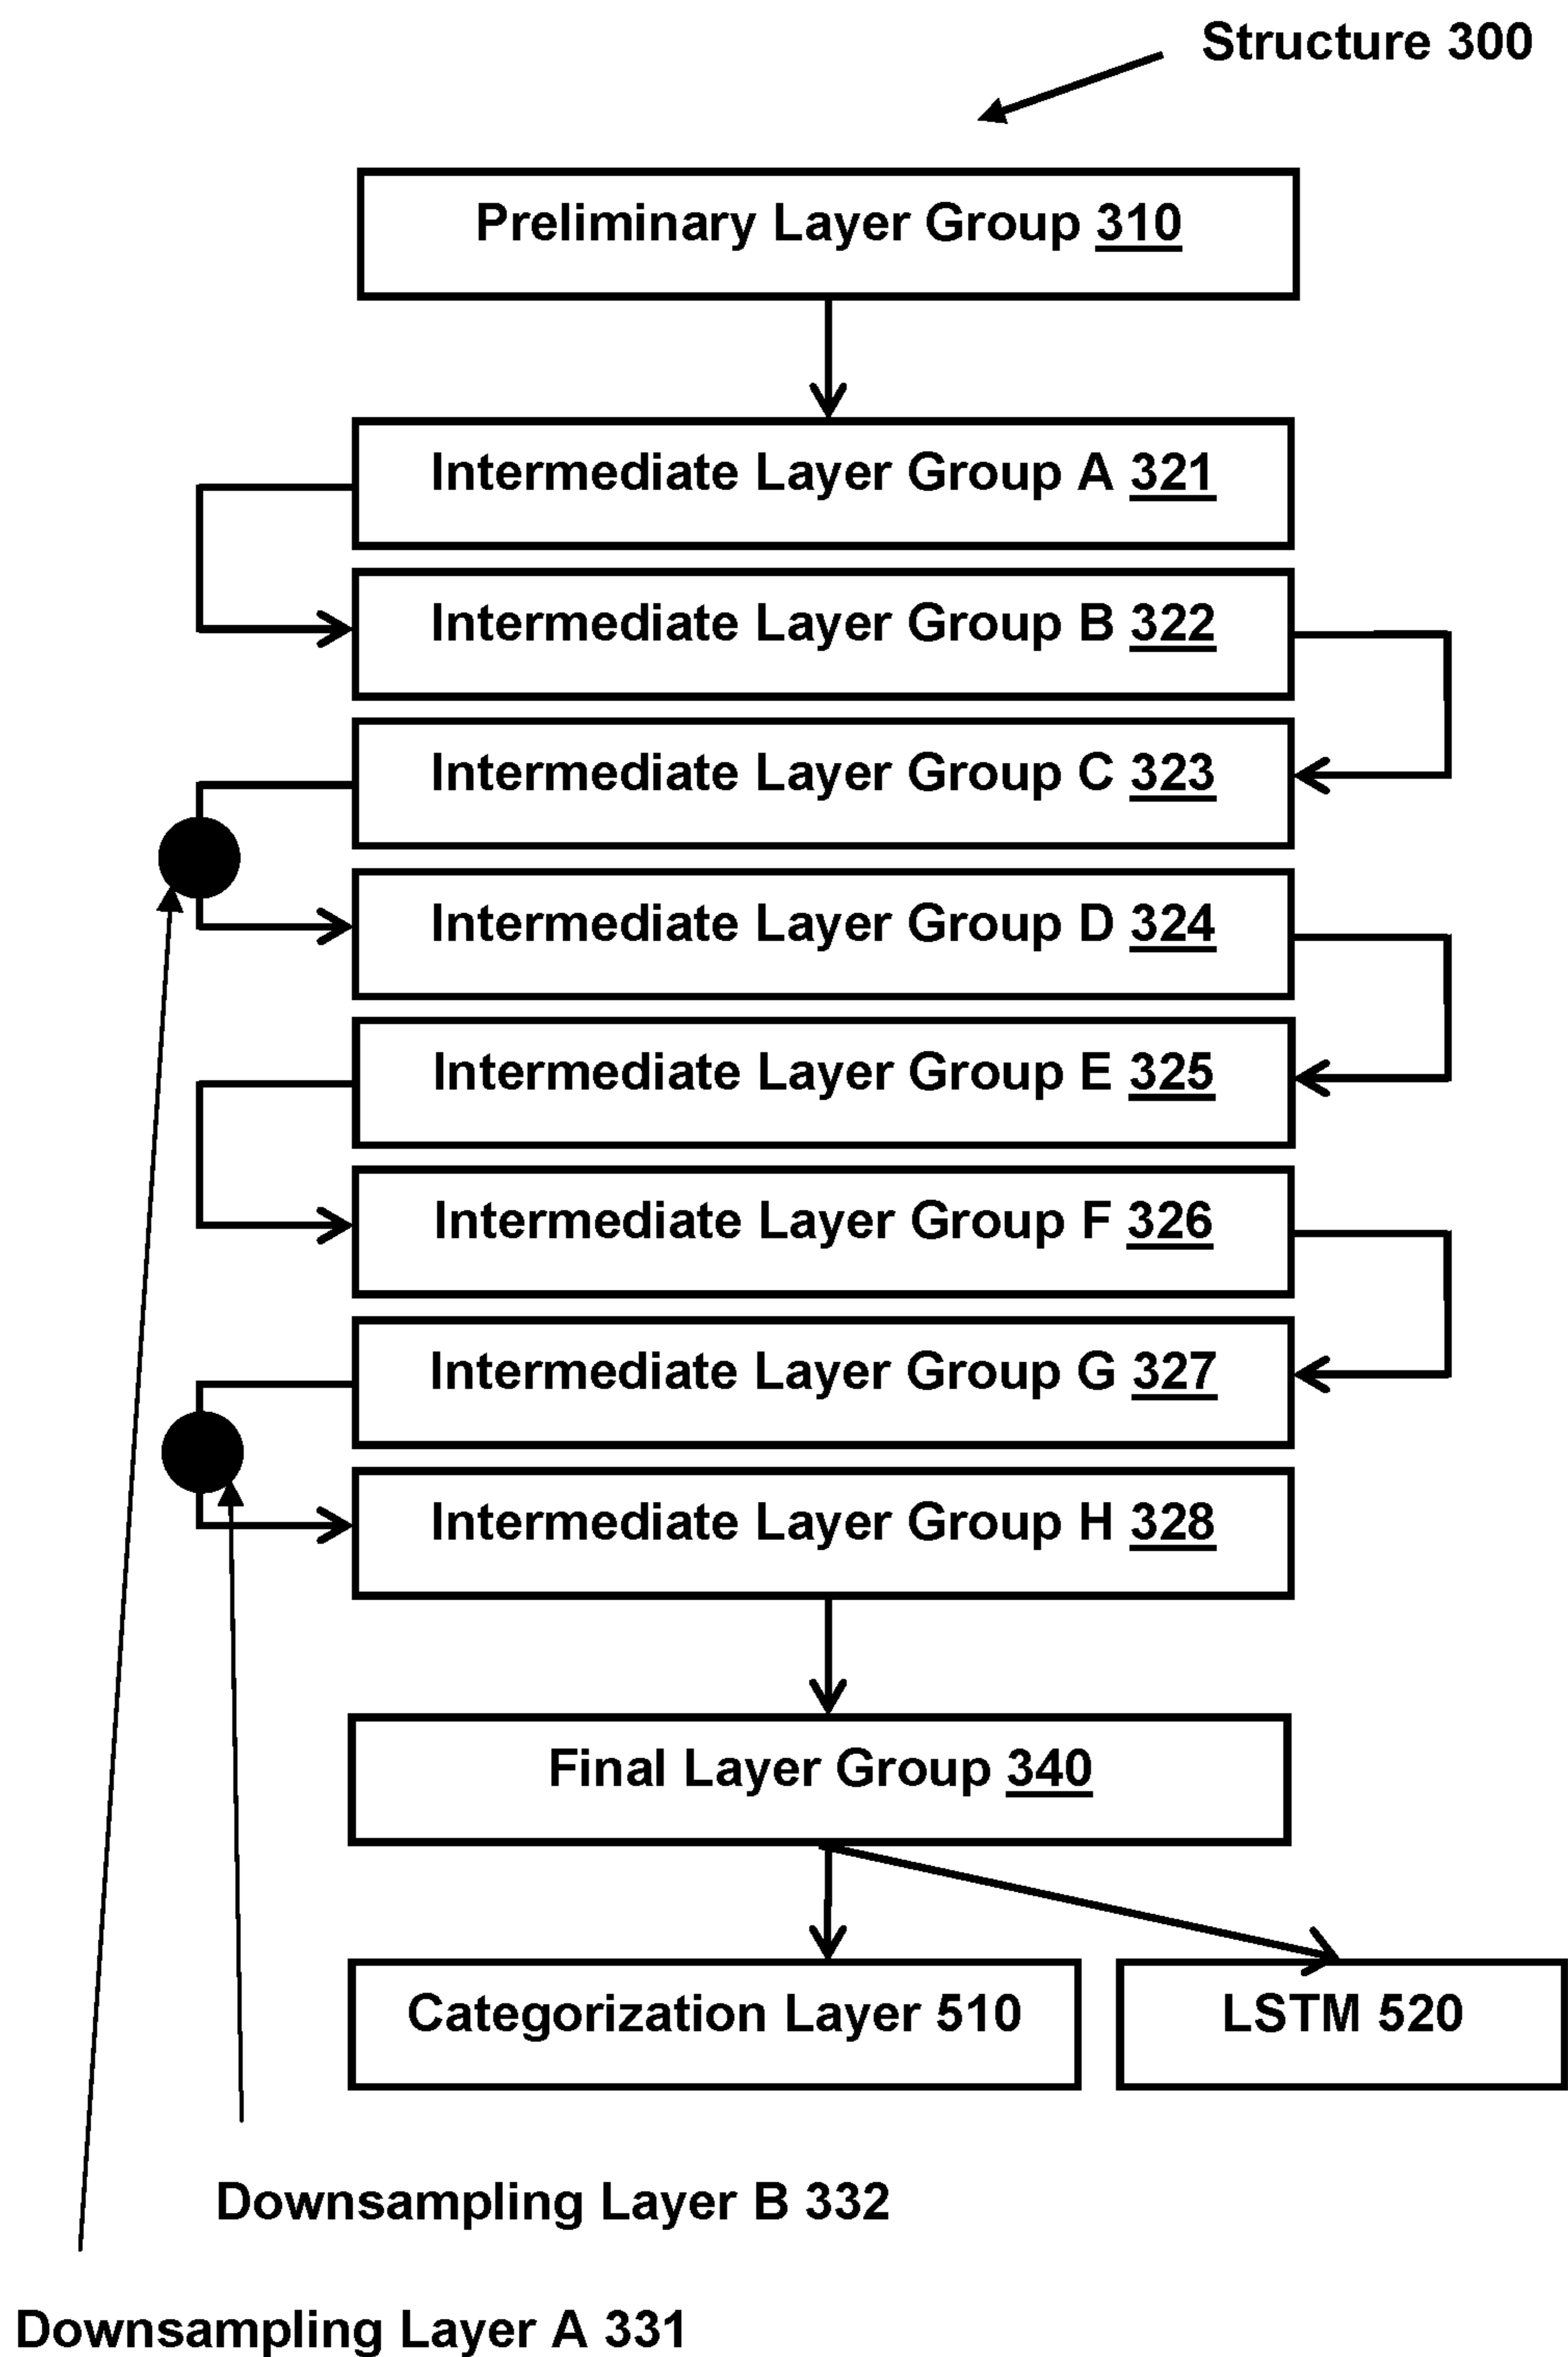 Structure 300
Preliminary Layer Group 310
Intermediate Layer Group A 321
Intermediate Layer Group B 322
Intermediate Layer Group C 323
Intermediate Layer Group D 324
Intermediate Layer Group E 325
Intermediate Layer Group F 326
Intermediate Layer Group G 327
Intermediate Layer Group H 328
Final Layer Group 340
Categorization Layer 510
LSTM 520
Downsampling Layer B 332
Downsampling Layer A 331